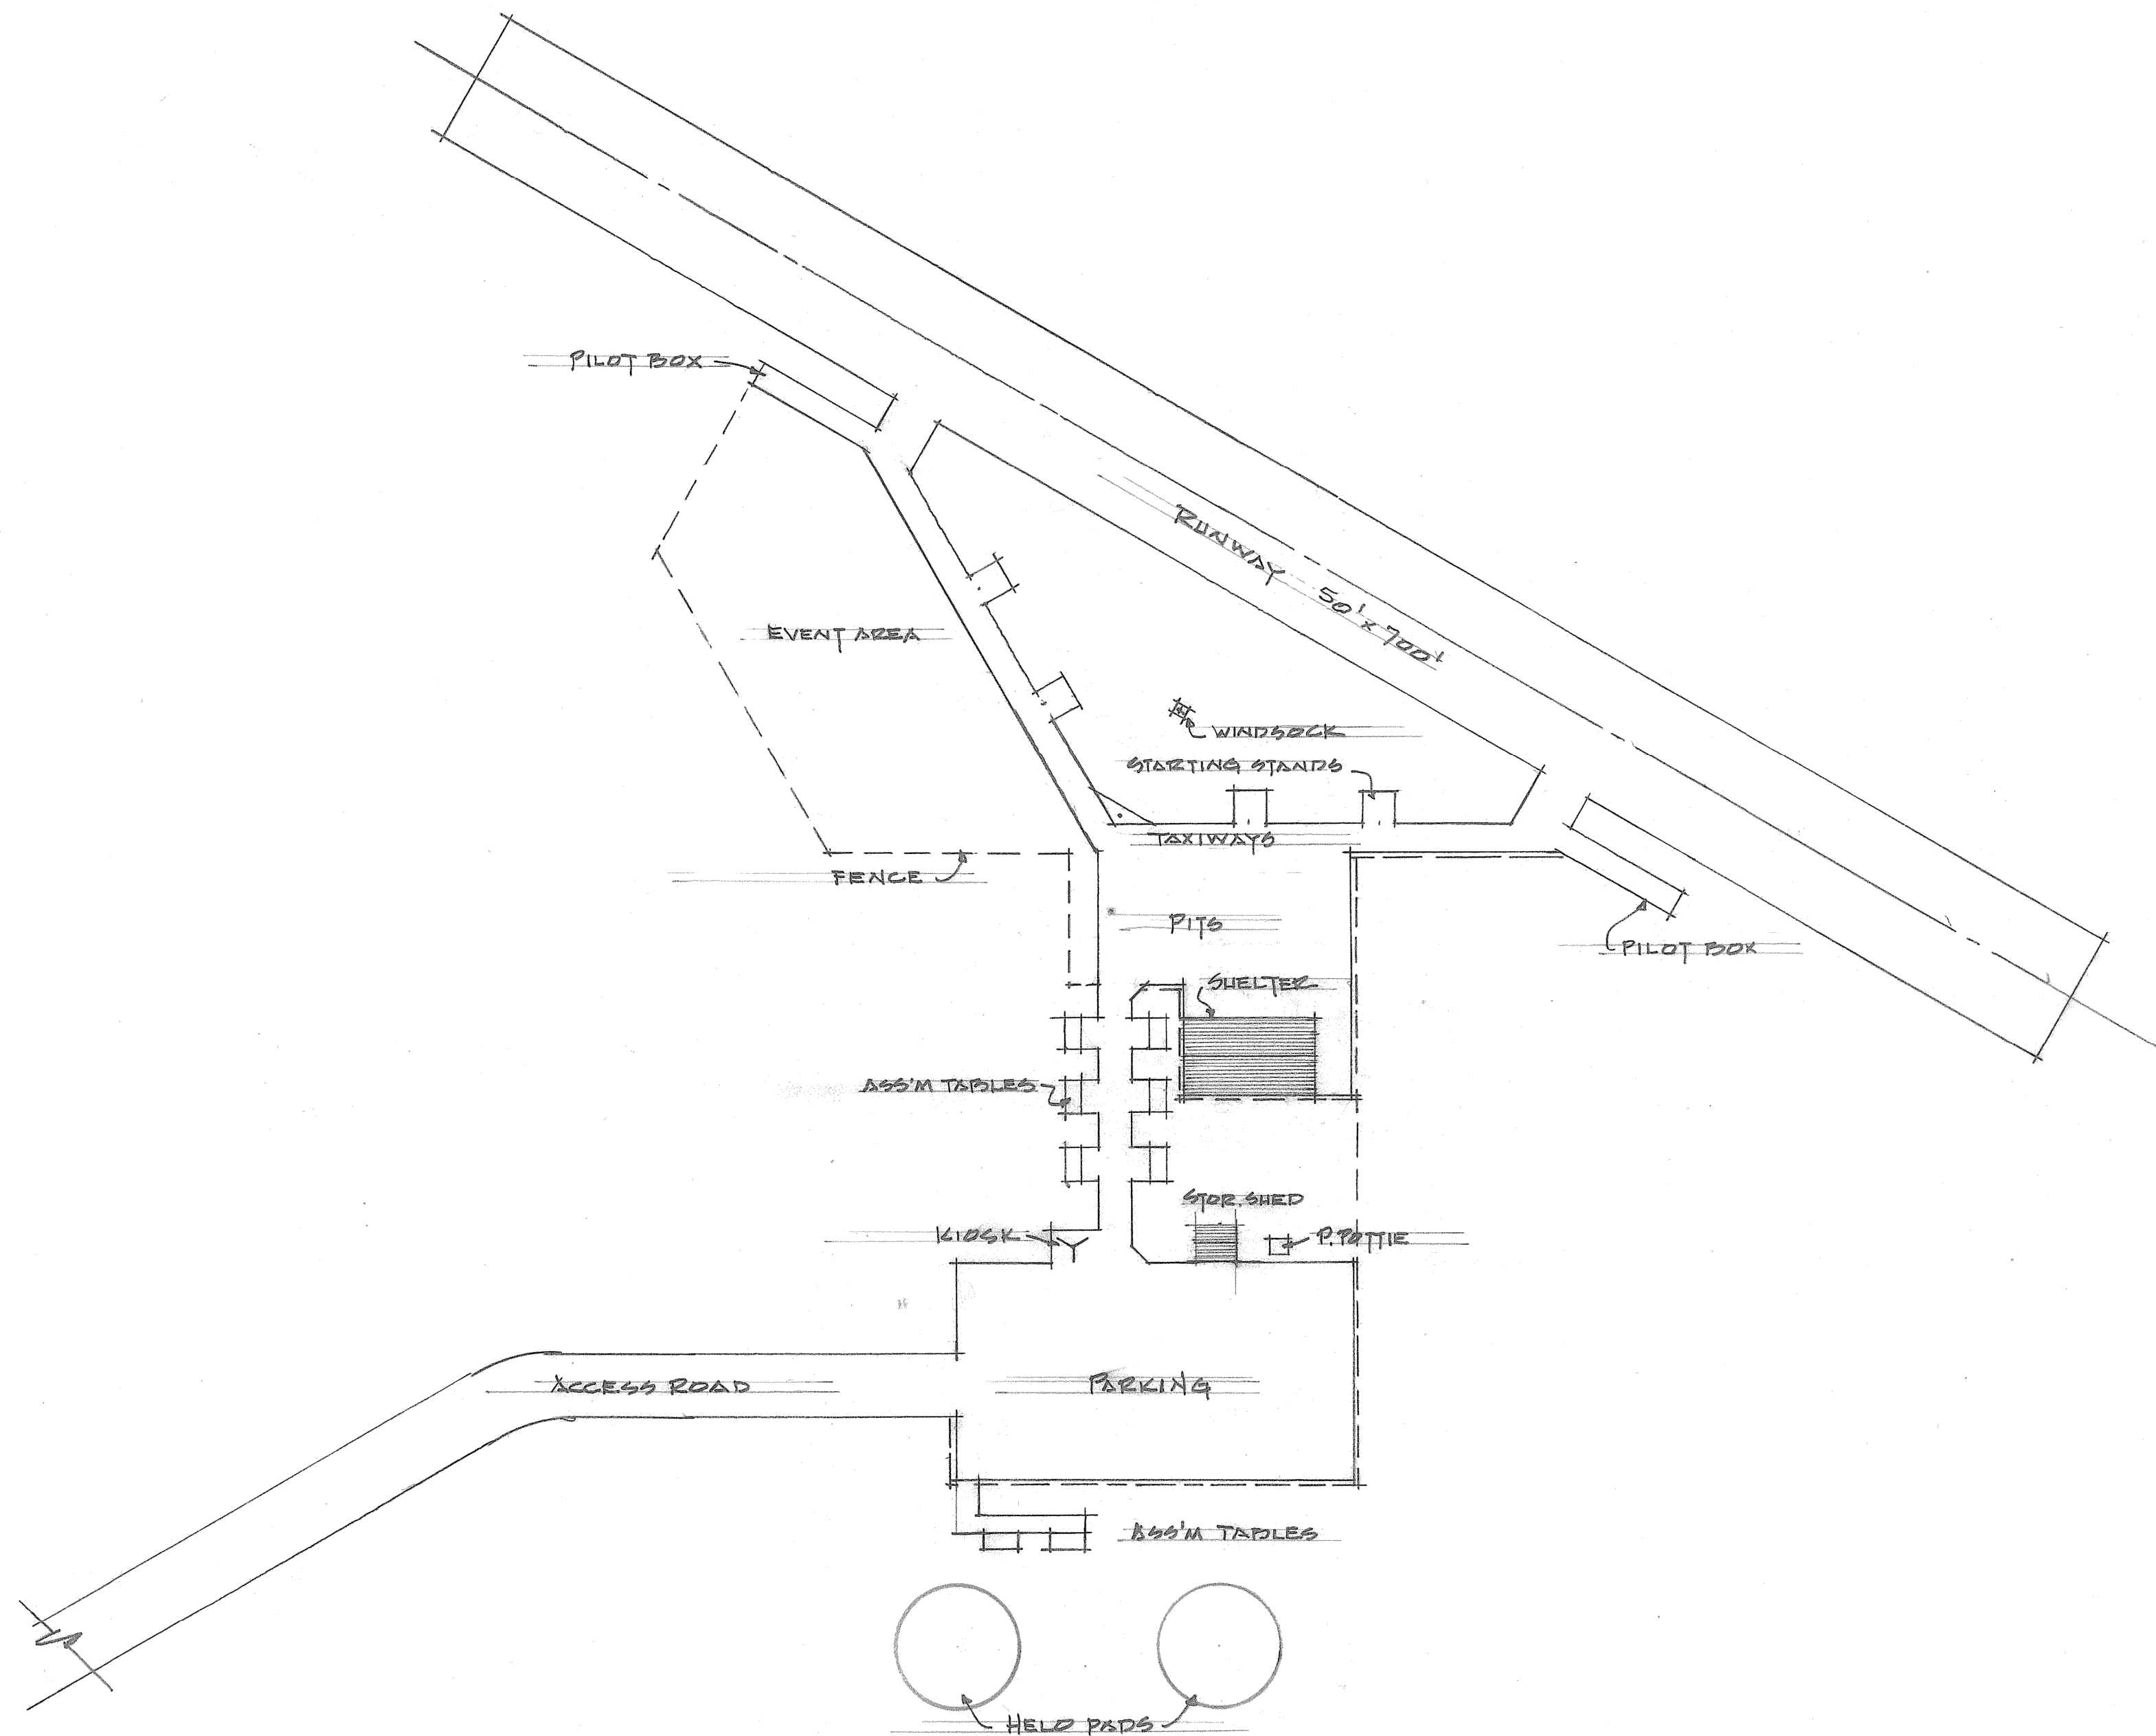 PILOT BOX
RUNWAY 50' x 700'
EVENT AREA
WINDSOCK
STARTING STANDS
TAXIWAYS
FENCE
PITS
PILOT BOX
SHELTER
ASS'M TABLES
STOR. SHED
KIOSK
P. POTTIE
ACCESS ROAD
PARKING
ASS'M TABLES
HELO PADS